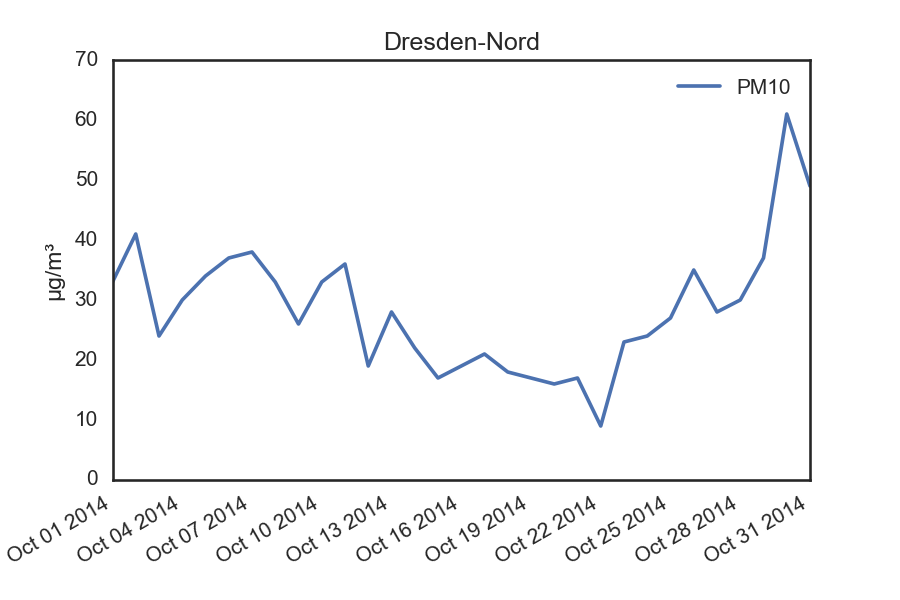 Dresden-Nord
70
60
50
40
30
20
10
0
µg/m³
PM10
Oct 01 2014
Oct 04 2014
Oct 07 2014
Oct 10 2014
Oct 13 2014
Oct 16 2014
Oct 19 2014
Oct 22 2014
Oct 25 2014
Oct 28 2014
Oct 31 2014